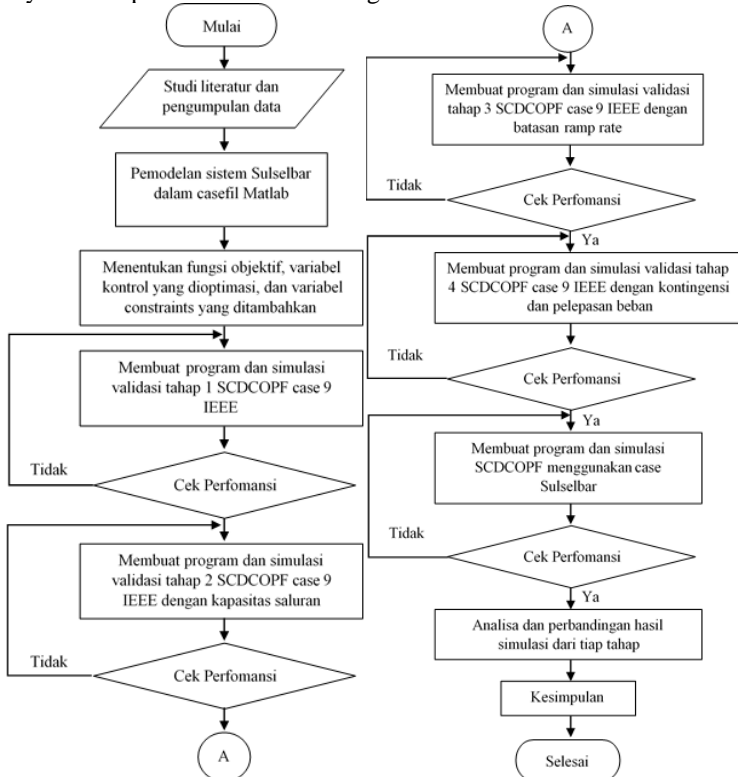 Mulai
Studi literatur dan
pengumpulan data
Pemodelan sistem Sulselbar
dalam casefil Matlab
Menentukan fungsi objektif, variabel
kontrol yang dioptimasi, dan variabel
constraints yang ditambahkan
Membuat program dan simulasi
validasi tahap 1 SCDCOPF case 9
IEEE
Tidak
Cek Perfomansi
Membuat program dan simulasi
validasi tahap 2 SCDCOPF case 9
IEEE dengan kapasitas saluran
Tidak
Cek Perfomansi
A
A
Membuat program dan simulasi validasi
tahap 3 SCDCOPF case 9 IEEE dengan
batasan ramp rate
Tidak
Cek Perfomansi
Ya
Membuat program dan simulasi validasi tahap
4 SCDCOPF case 9 IEEE dengan kontingensi
dan pelepasan beban
Tidak
Cek Perfomansi
Ya
Membuat program dan simulasi
SCDCOPF menggunakan case
Sulselbar
Tidak
Cek Perfomansi
Ya
Analisa dan perbandingan hasil
simulasi dari tiap tahap
Kesimpulan
Selesai